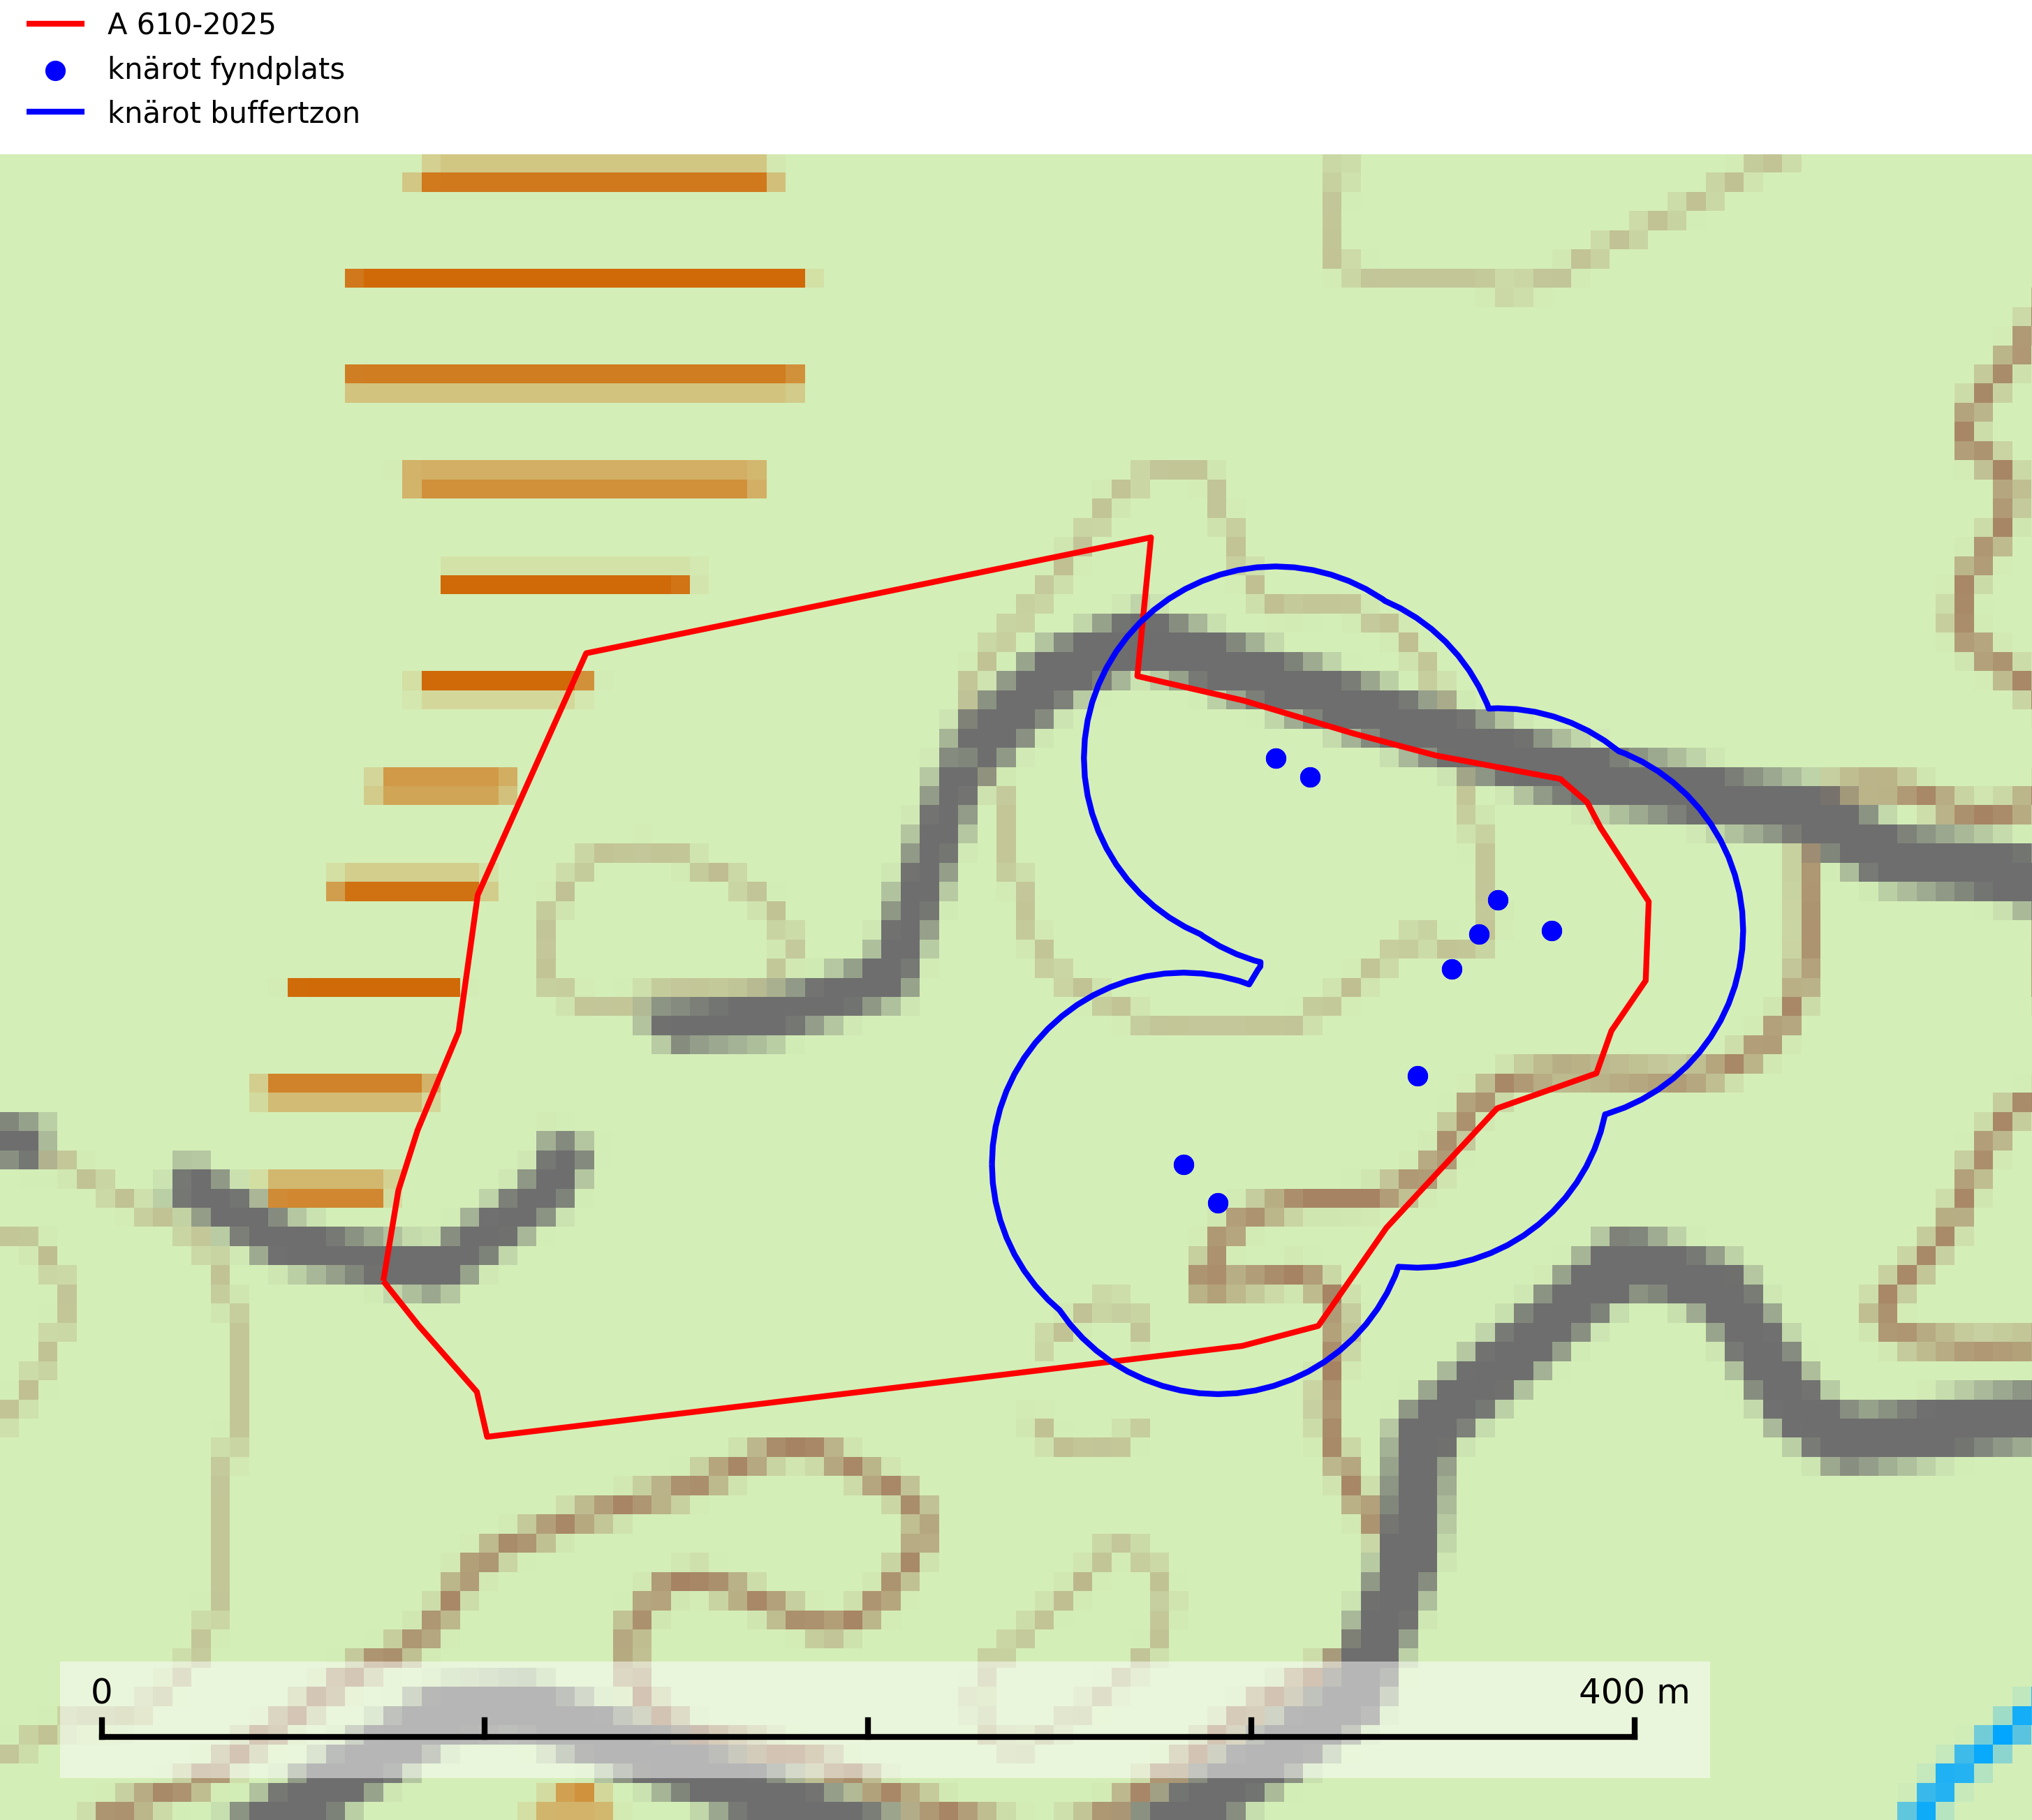 A 610-2025
knärot fyndplats
knärot buffertzon
0
400 m